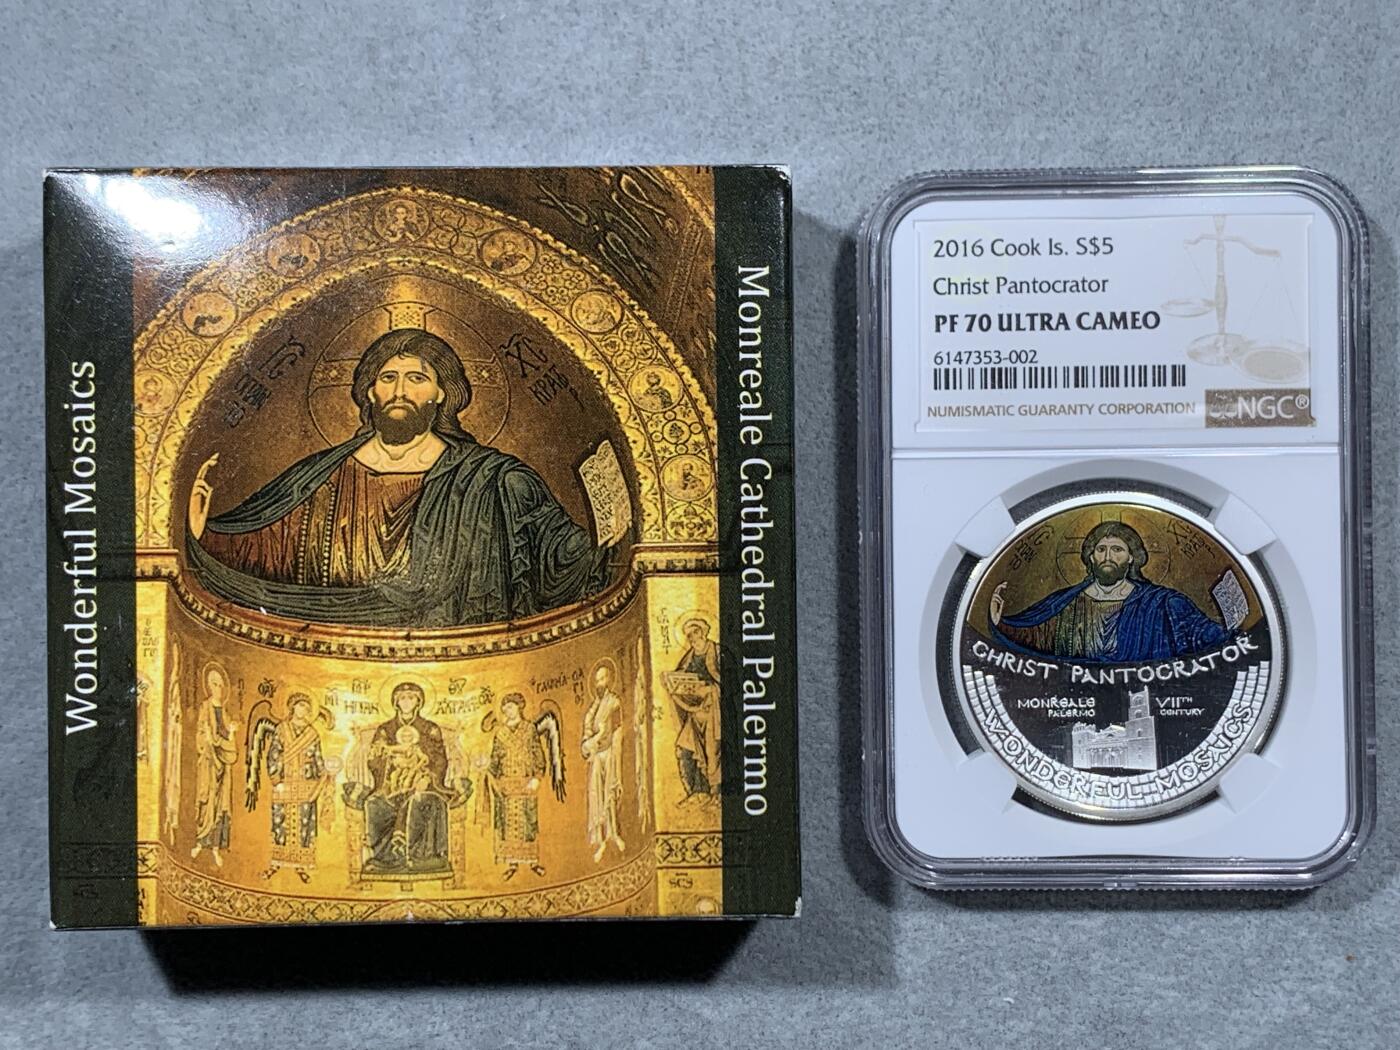 Wonderful Mosaics
Monreale Cathedral Palermo
2016 Cook Is. S$5
Christ Pantocrator
PF 70 ULTRA CAMEO
6147353-002
NUMISMATIC GUARANTY CORPORATION
NGC®
CHRIST PANTOCRATOR
MONREALE
PALERMO
VIITH
CENTURY
WONDERFUL MOSAICS